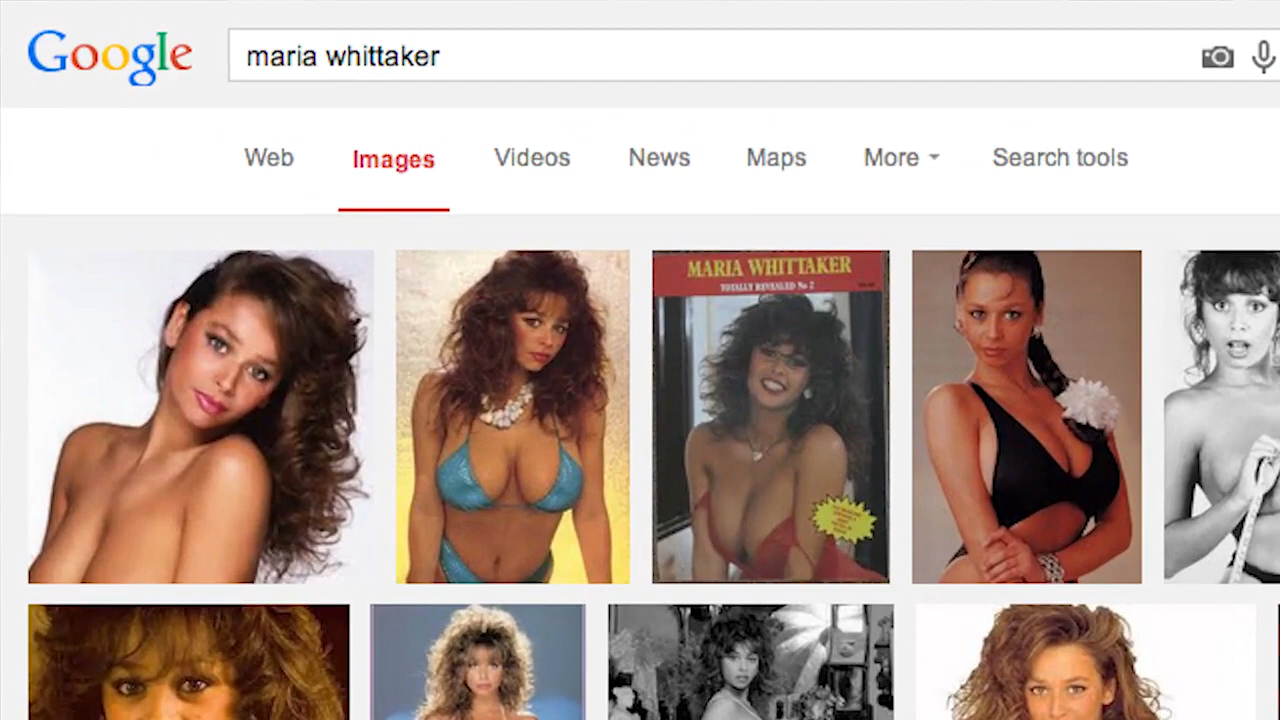 Google
maria whittaker
Web Images Videos News Maps More Search tools
MARIA WHITTAKER
TOTALLY REVEALED No 2